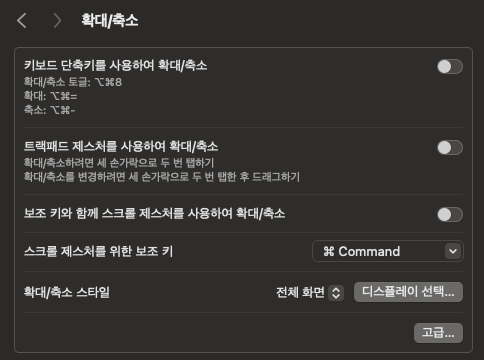 확대/축소
키보드 단축키를 사용하여 확대/축소
확대/축소 토글: ⌥⌘8
확대: ⌥⌘=
축소: ⌥⌘-
트랙패드 제스처를 사용하여 확대/축소
확대/축소하려면 세 손가락으로 두 번 탭하기
확대/축소를 변경하려면 세 손가락으로 두 번 탭한 후 드래그하기
보조 키와 함께 스크롤 제스처를 사용하여 확대/축소
스크롤 제스처를 위한 보조 키 ⌘ Command
확대/축소 스타일 전체 화면 디스플레이 선택...
고급...